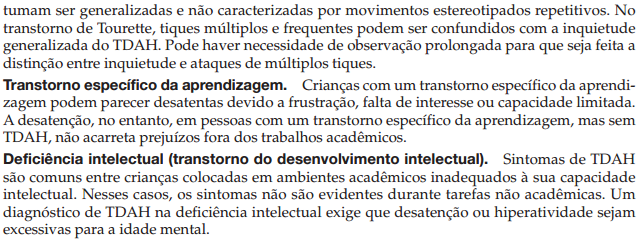 tumam ser generalizadas e não caracterizadas por movimentos estereotipados repetitivos. No
transtorno de Tourette, tiques múltiplos e frequentes podem ser confundidos com a inquietude
generalizada do TDAH. Pode haver necessidade de observação prolongada para que seja feita a
distinção entre inquietude e ataques de múltiplos tiques.
Transtorno específico da aprendizagem. Crianças com um transtorno específico da aprendi-
zagem podem parecer desatentas devido a frustração, falta de interesse ou capacidade limitada.
A desatenção, no entanto, em pessoas com um transtorno específico da aprendizagem, mas sem
TDAH, não acarreta prejuízos fora dos trabalhos acadêmicos.
Deficiência intelectual (transtorno do desenvolvimento intelectual). Sintomas de TDAH
são comuns entre crianças colocadas em ambientes acadêmicos inadequados à sua capacidade
intelectual. Nesses casos, os sintomas não são evidentes durante tarefas não acadêmicas. Um
diagnóstico de TDAH na deficiência intelectual exige que desatenção ou hiperatividade sejam
excessivas para a idade mental.